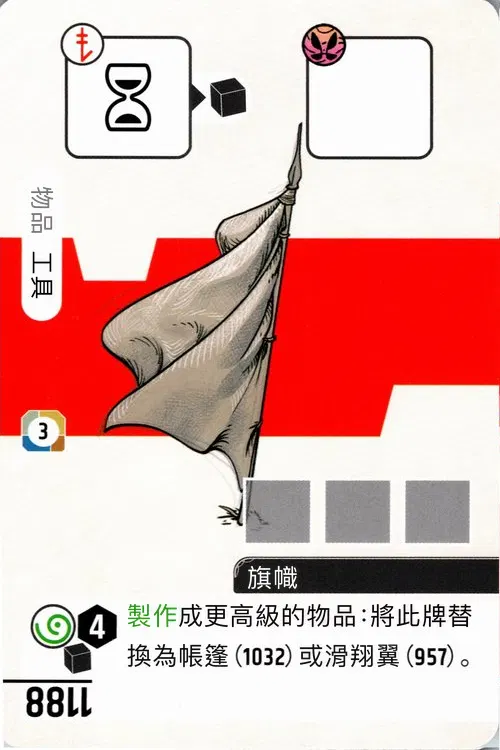 物品 工具
3
旗幟
4
製作成更高級的物品：將此牌替
換為帳篷（1032）或滑翔翼（957）。
1188